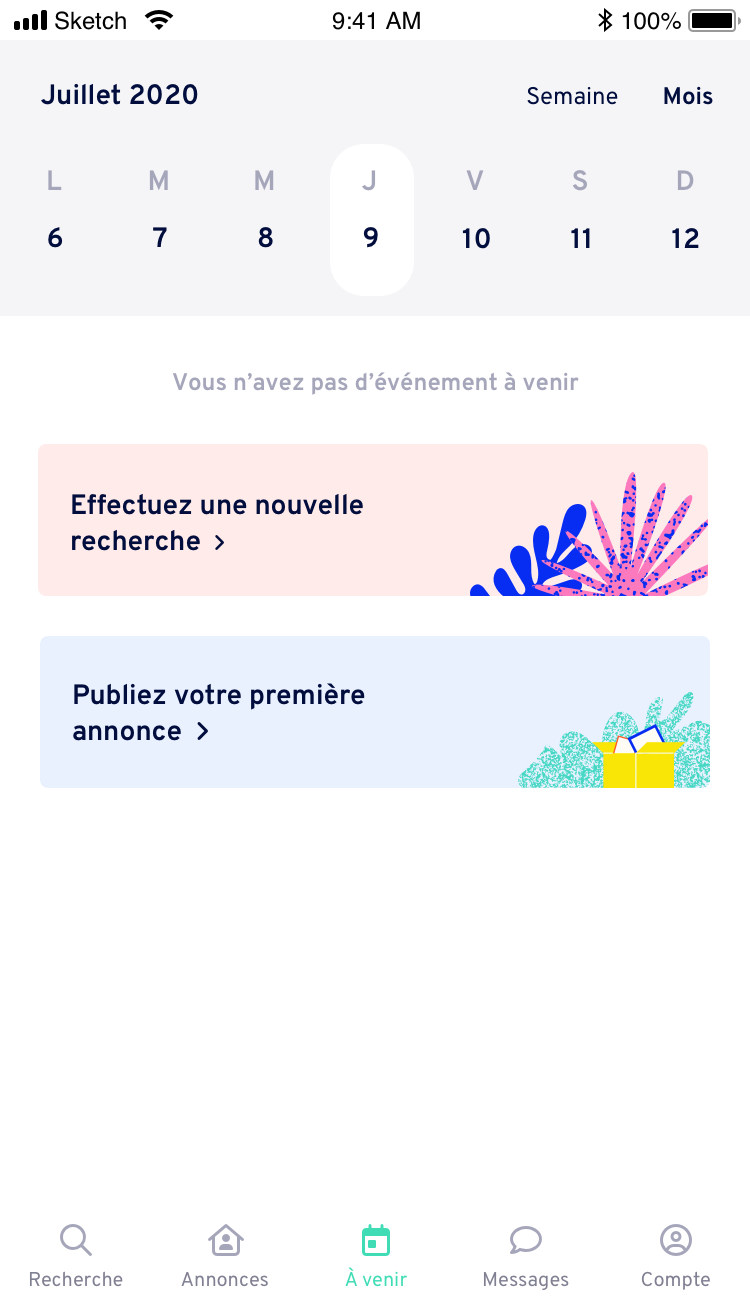 Sketch 9:41 AM 100%
Juillet 2020 Semaine Mois
L M M J V S D
6 7 8 9 10 11 12
Vous n’avez pas d’événement à venir
Effectuez une nouvelle
recherche >
Publiez votre première
annonce >
Recherche Annonces À venir Messages Compte